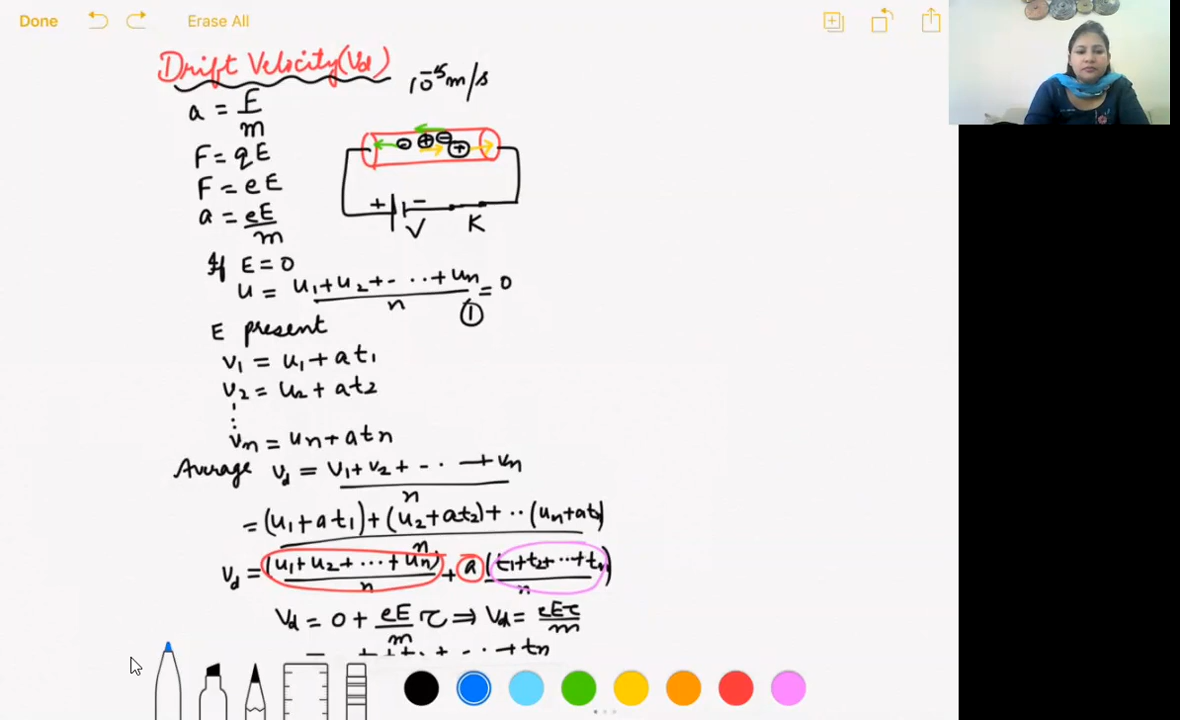 Done Erase All
Drift Velocity (Vd)
10⁻⁵ m/s
a = F/m
F = qE
F = eE
a = eE/m
+ -
V K
If E = 0
u = (u₁+u₂+- ··+un)/n = 0
①
E present
v₁ = u₁ + at₁
v₂ = u₂ + at₂
⋮
vn = un + atn
Average vd = (v₁+v₂+ -· → +vn)/n
= ((u₁+at₁)+(u₂+at₂)+··(un+atn))/n
vd = (u₁+u₂+···+un)/n + a (t₁+t₂+···+tn)/n
Vd = 0 + eE/m τ ⇒ Vd = eEτ/m
+ - ·· → tn